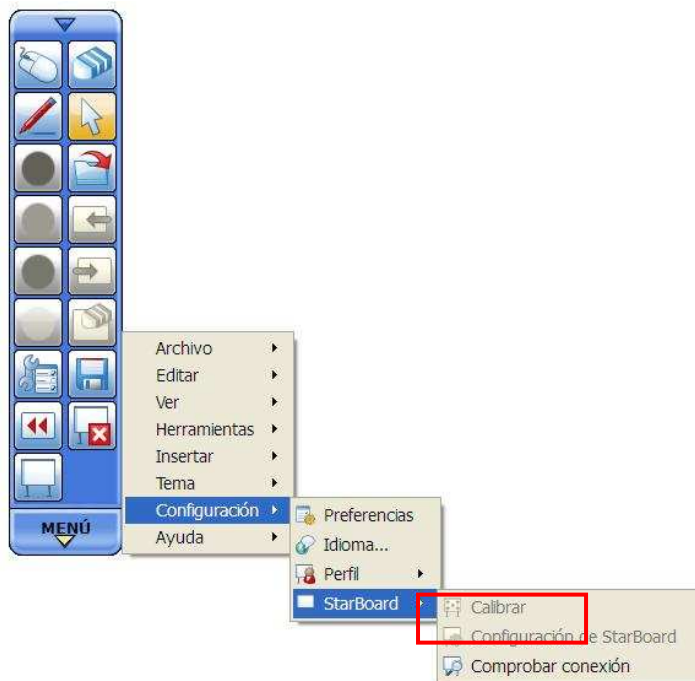 Archivo
Editar
Ver
Herramientas
Insertar
Tema
Configuración
MENÚ
Ayuda
Preferencias
Idioma...
Perfil
StarBoard
Calibrar
Configuración de StarBoard
Comprobar conexión